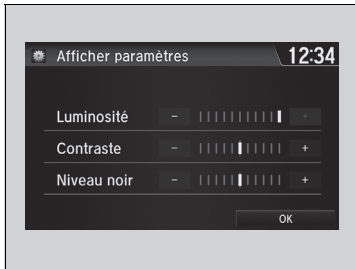 Afficher paramètres 12:34
Luminosité - +
Contraste - +
Niveau noir - +
OK